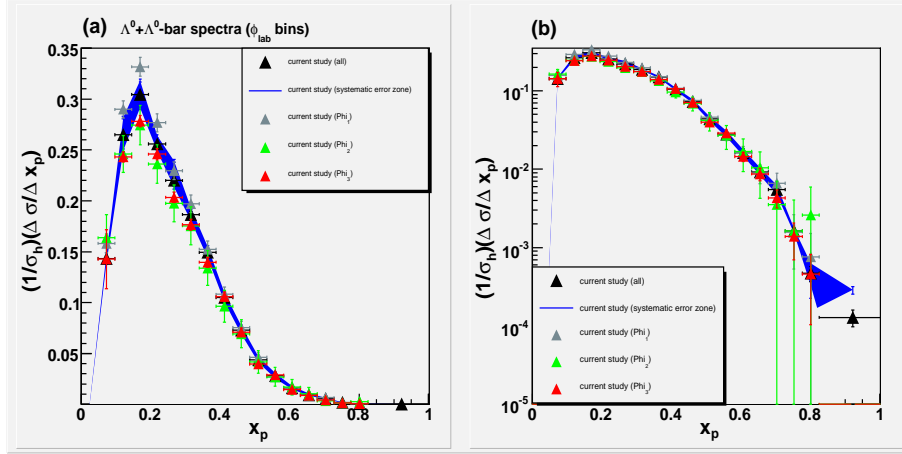 (a) Λ⁰+Λ⁰-bar spectra (ϕlab bins)
(1/σh)(Δ σ/Δ xp)
0.35
0.3
0.25
0.2
0.15
0.1
0.05
0 0.2 0.4 0.6 0.8 1
xp
current study (all)
current study (systematic error zone)
current study (Phi1)
current study (Phi2)
current study (Phi3)
(b)
(1/σh)(Δ σ/Δ xp)
10⁻¹
10⁻²
10⁻³
10⁻⁴
10⁻⁵
current study (all)
current study (systematic error zone)
current study (Phi1)
current study (Phi2)
current study (Phi3)
0 0.2 0.4 0.6 0.8 1
xp